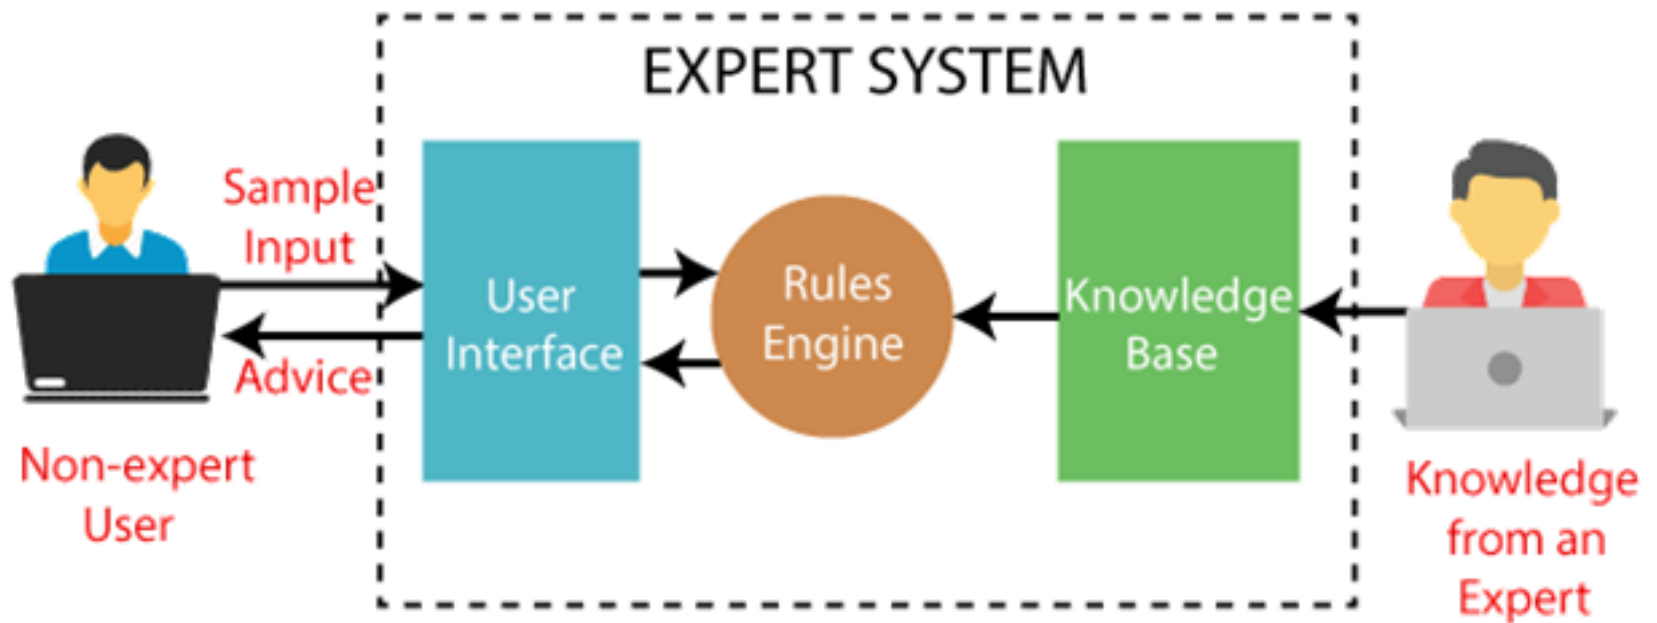 EXPERT SYSTEM
Sample
Input
Advice
Non-expert
User
User
Interface
Rules
Engine
Knowledge
Base
Knowledge
from an
Expert